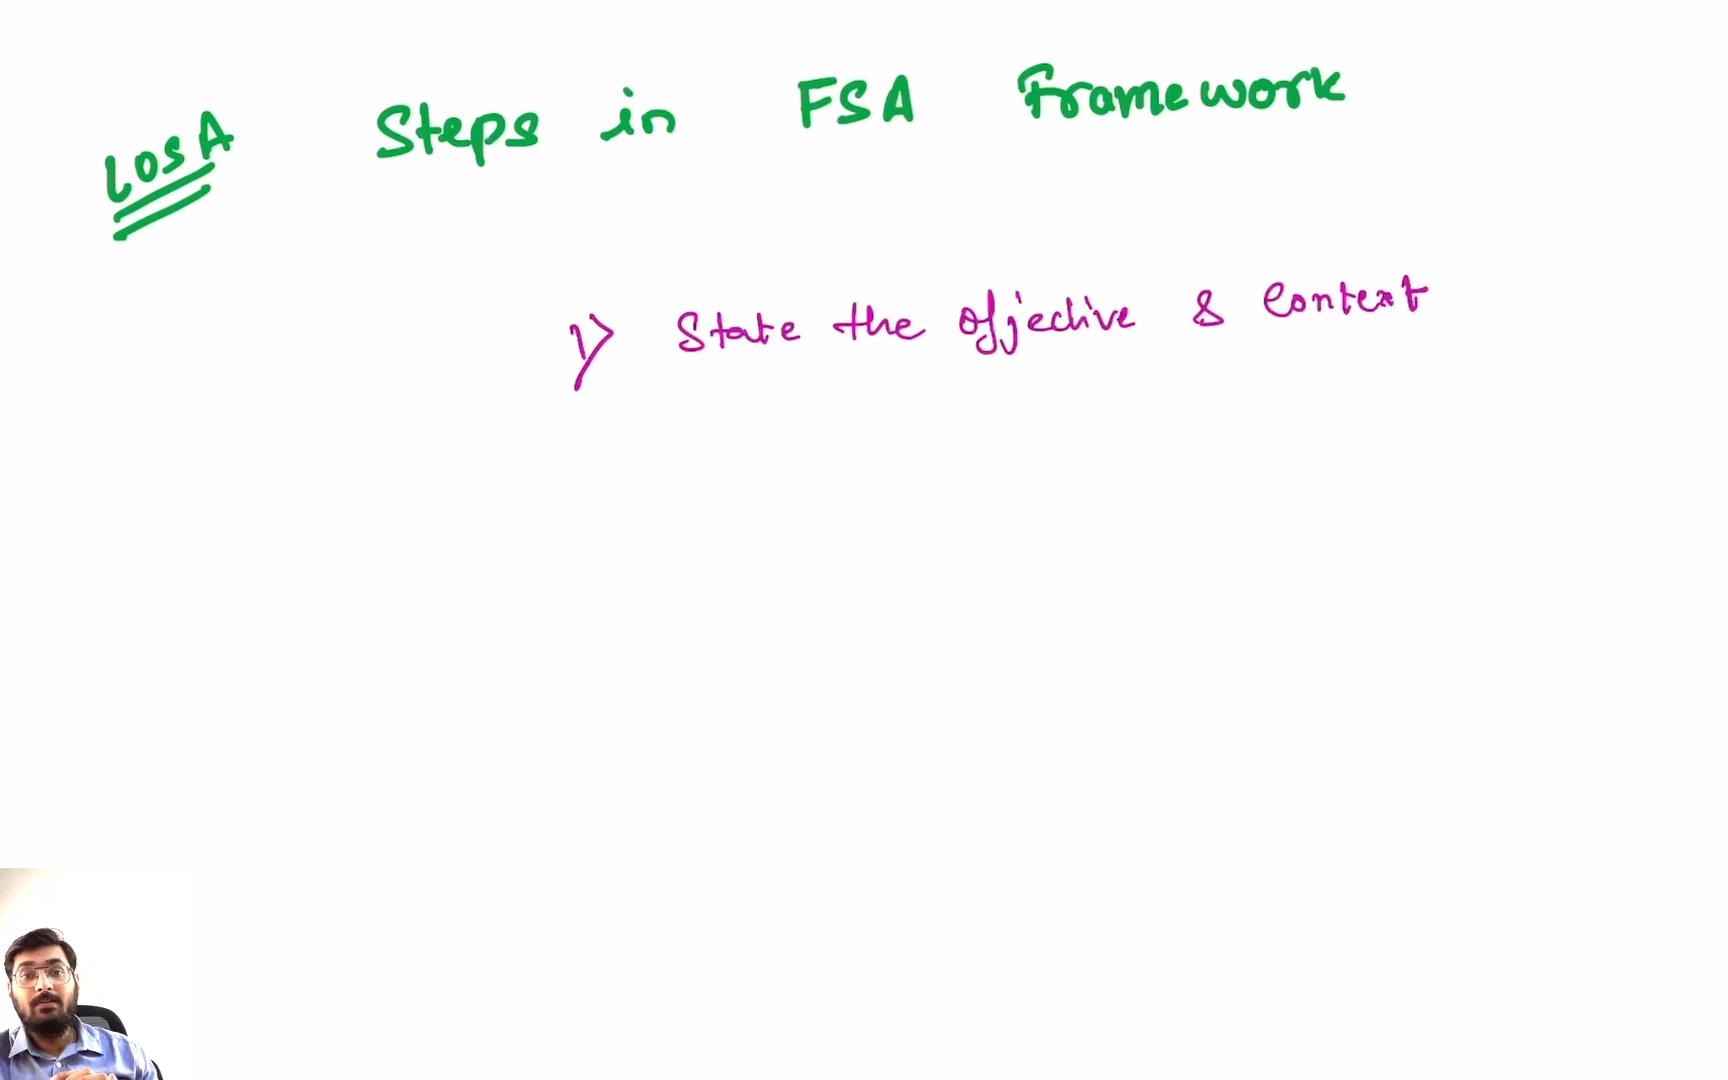 LOS A Steps in FSA Framework
1) State the objective & Context